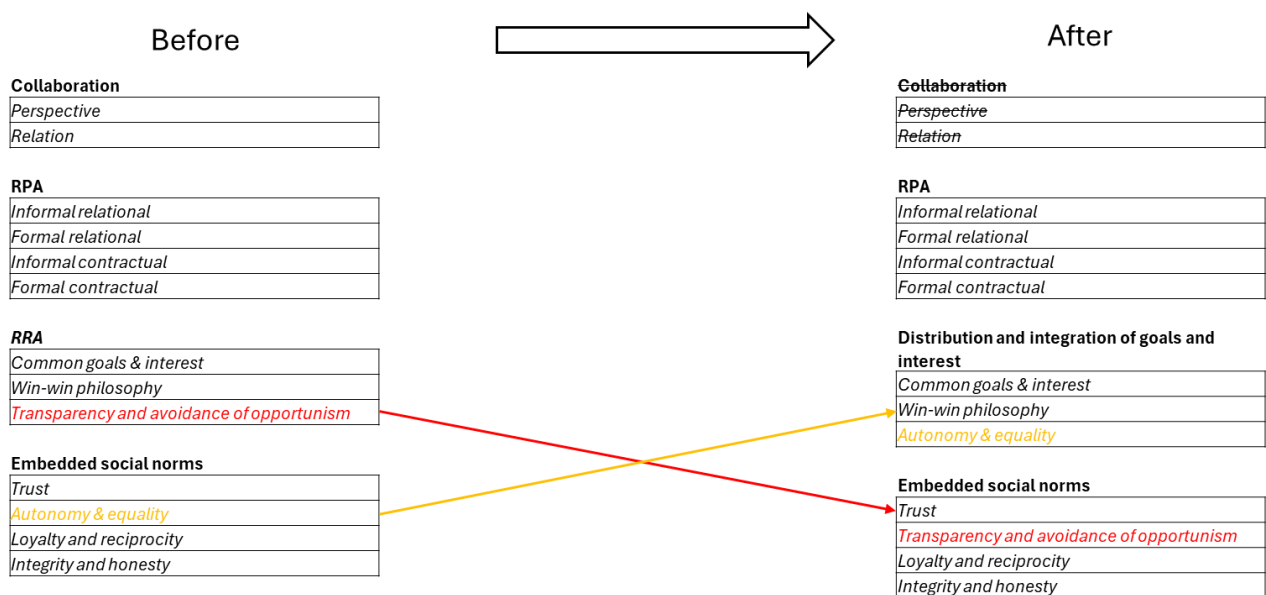 Before
Collaboration
Perspective
Relation
RPA
Informal relational
Formal relational
Informal contractual
Formal contractual
RRA
Common goals & interest
Win-win philosophy
Transparency and avoidance of opportunism
Embedded social norms
Trust
Autonomy & equality
Loyalty and reciprocity
Integrity and honesty
After
Collaboration
Perspective
Relation
RPA
Informal relational
Formal relational
Informal contractual
Formal contractual
Distribution and integration of goals and
interest
Common goals & interest
Win-win philosophy
Autonomy & equality
Embedded social norms
Trust
Transparency and avoidance of opportunism
Loyalty and reciprocity
Integrity and honesty